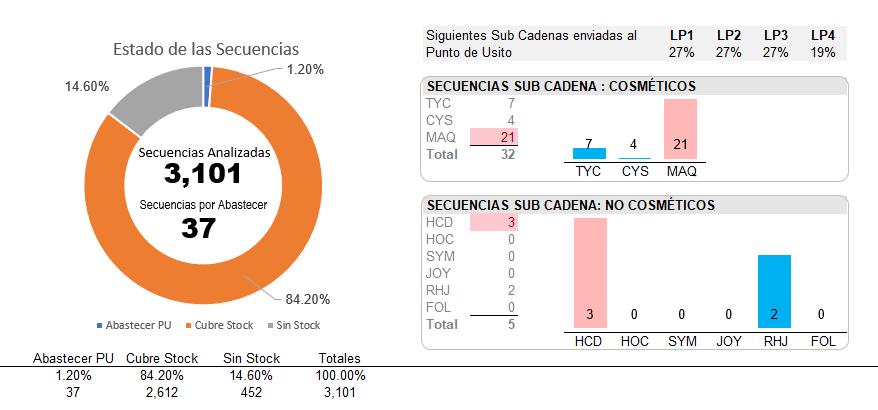 Estado de las Secuencias
1.20%
14.60%
Secuencias Analizadas
3,101
Secuencias por Abastecer
37
84.20%
Abastecer PU Cubre Stock Sin Stock
Abastecer PU Cubre Stock Sin Stock Totales
1.20% 84.20% 14.60% 100.00%
37 2,612 452 3,101
Siguientes Sub Cadenas enviadas al LP1 LP2 LP3 LP4
Punto de Usito 27% 27% 27% 19%
SECUENCIAS SUB CADENA : COSMÉTICOS
TYC 7
CYS 4
MAQ 21
Total 32
7 4 21
TYC CYS MAQ
SECUENCIAS SUB CADENA: NO COSMÉTICOS
HCD 3
HOC 0
SYM 0
JOY 0
RHJ 2
FOL 0
Total 5
3 0 0 0 2 0
HCD HOC SYM JOY RHJ FOL